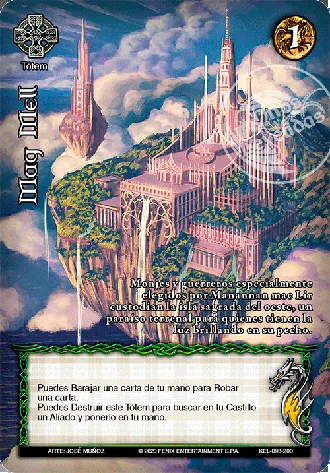 1
Tótem
Mag Mell
Monjes y guerreros especialmente
elegidos por Manannan mac Lir
custodian la isla sagrada del oeste, un
paraíso terrenal para quienes tienen la
luz brillando en su pecho.
Puedes Barajar una carta de tu mano para Robar
una carta.
Puedes Destruir este Tótem para buscar en tu Castillo
un Aliado y ponerlo en tu mano.
ARTE: JOSÉ MUÑOZ
© 2020 FENIX ENTERTAINMENT S.P.A.